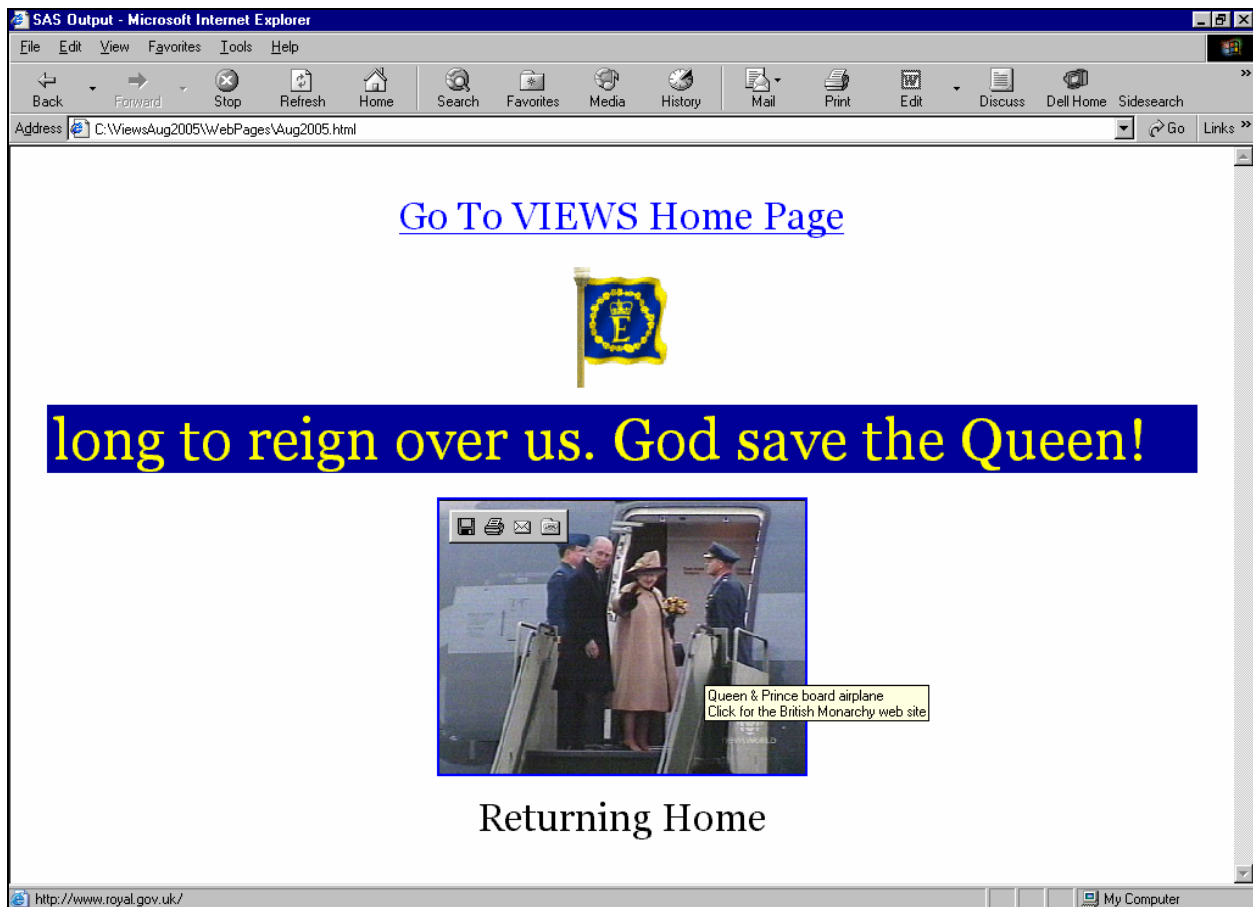 SAS Output - Microsoft Internet Explorer
File Edit View Favorites Tools Help
Back Forward Stop Refresh Home Search Favorites Media History Mail Print Edit Discuss Dell Home Sidesearch »
Address C:\ViewsAug2005\WebPages\Aug2005.html Go Links »
Go To VIEWS Home Page
E
long to reign over us. God save the Queen!
Queen & Prince board airplane
Click for the British Monarchy web site
NEWSWORLD
Returning Home
http://www.royal.gov.uk/ My Computer